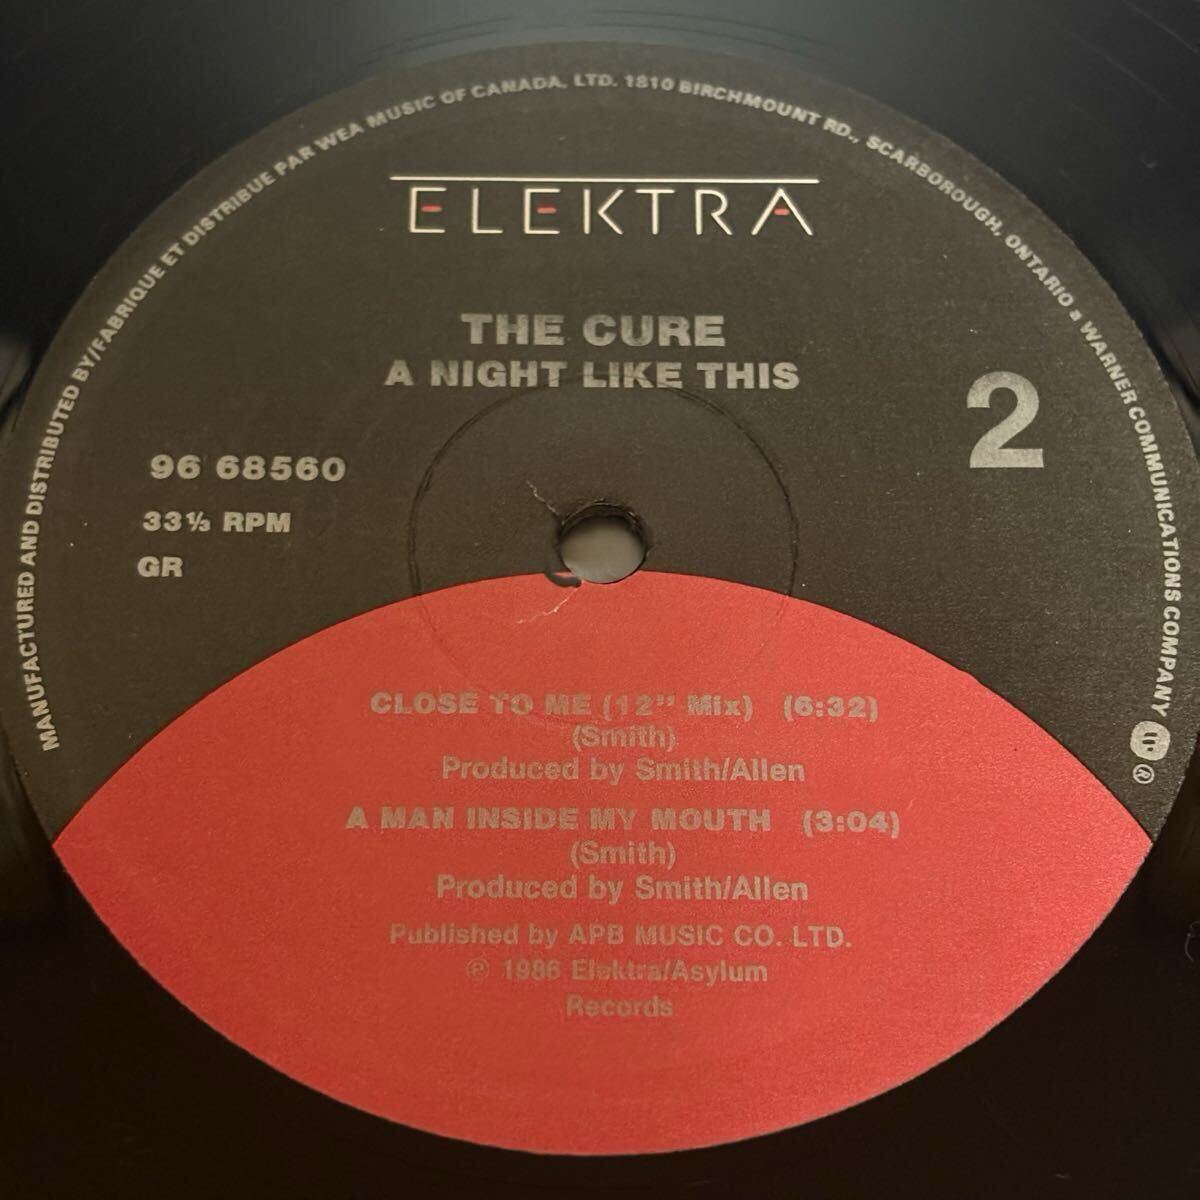 MANUFACTURED AND DISTRIBUTED BY/FABRIQUE ET DISTRIBUE PAR WEA MUSIC OF CANADA, LTD. 1810 BIRCHMOUNT RD., SCARBOROUGH, ONTARIO a WARNER COMMUNICATIONS COMPANY ®
ELEKTRA
THE CURE
A NIGHT LIKE THIS
2
96 68560
33⅓ RPM
GR
CLOSE TO ME (12" Mix) (6:32)
(Smith)
Produced by Smith/Allen
A MAN INSIDE MY MOUTH (3:04)
(Smith)
Produced by Smith/Allen
Published by APB MUSIC CO. LTD.
℗ 1986 Elektra/Asylum
Records